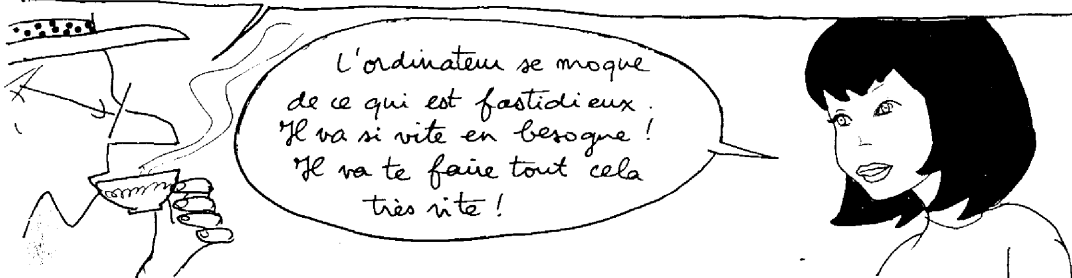 L'ordinateur se moque
de ce qui est fastidieux.
Il va si vite en besogne !
Il va te faire tout cela
très vite !